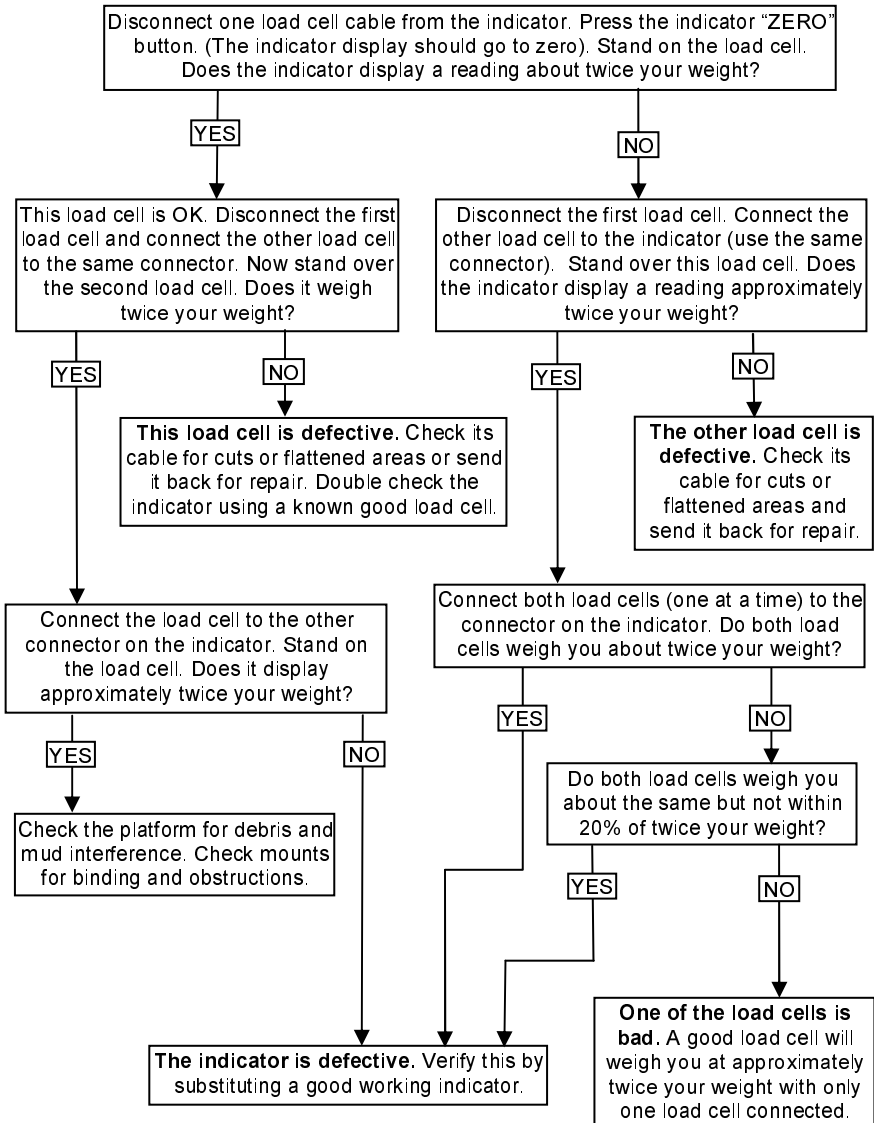 Disconnect one load cell cable from the indicator. Press the indicator “ZERO”
button. (The indicator display should go to zero). Stand on the load cell.
Does the indicator display a reading about twice your weight?
YES
NO
This load cell is OK. Disconnect the first
load cell and connect the other load cell
to the same connector. Now stand over
the second load cell. Does it weigh
twice your weight?
Disconnect the first load cell. Connect the
other load cell to the indicator (use the same
connector).  Stand over this load cell. Does
the indicator display a reading approximately
twice your weight?
YES
NO
YES
NO
This load cell is defective. Check its
cable for cuts or flattened areas or send
it back for repair. Double check the
indicator using a known good load cell.
The other load cell is
defective. Check its
cable for cuts or
flattened areas and
send it back for repair.
Connect the load cell to the other
connector on the indicator. Stand on
the load cell. Does it display
approximately twice your weight?
Connect both load cells (one at a time) to the
connector on the indicator. Do both load
cells weigh you about twice your weight?
YES
NO
YES
NO
Check the platform for debris and
mud interference. Check mounts
for binding and obstructions.
Do both load cells weigh you
about the same but not within
20% of twice your weight?
YES
NO
The indicator is defective. Verify this by
substituting a good working indicator.
One of the load cells is
bad. A good load cell will
weigh you at approximately
twice your weight with only
one load cell connected.